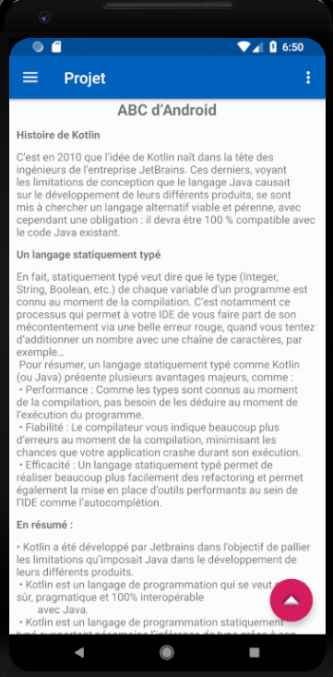 6:50
Projet
ABC d’Android
Histoire de Kotlin
C’est en 2010 que l’idée de Kotlin naît dans la tête des
ingénieurs de l’entreprise JetBrains. Ces derniers, voyant
les limitations de conception que le langage Java causait
sur le développement de leurs différents produits, se sont
mis à chercher un langage alternatif viable et pérenne, avec
cependant une obligation : il devra être 100 % compatible avec
le code Java existant.
Un langage statiquement typé
En fait, statiquement typé veut dire que le type (Integer,
String, Boolean, etc.) de chaque variable d’un programme est
connu au moment de la compilation. C’est notamment ce
processus qui permet à votre IDE de vous faire part de son
mécontentement via une belle erreur rouge, quand vous tentez
d’additionner un nombre avec une chaîne de caractères, par
exemple…
Pour résumer, un langage statiquement typé comme Kotlin
(ou Java) présente plusieurs avantages majeurs, comme :
• Performance : Comme les types sont connus au moment
de la compilation, pas besoin de les déduire au moment de
l’exécution du programme.
• Fiabilité : Le compilateur vous indique beaucoup plus
d’erreurs au moment de la compilation, minimisant les
chances que votre application crashe durant son exécution.
• Efficacité : Un langage statiquement typé permet de
réaliser beaucoup plus facilement des refactoring et permet
également la mise en place d’outils performants au sein de
l’IDE comme l’autocomplétion.
En résumé :
• Kotlin a été développé par Jetbrains dans l’objectif de pallier
les limitations qu’imposait Java dans le développement de
leurs différents produits.
• Kotlin est un langage de programmation qui se veut
sûr, pragmatique et 100% interopérable
avec Java.
• Kotlin est un langage de programmation statiquement